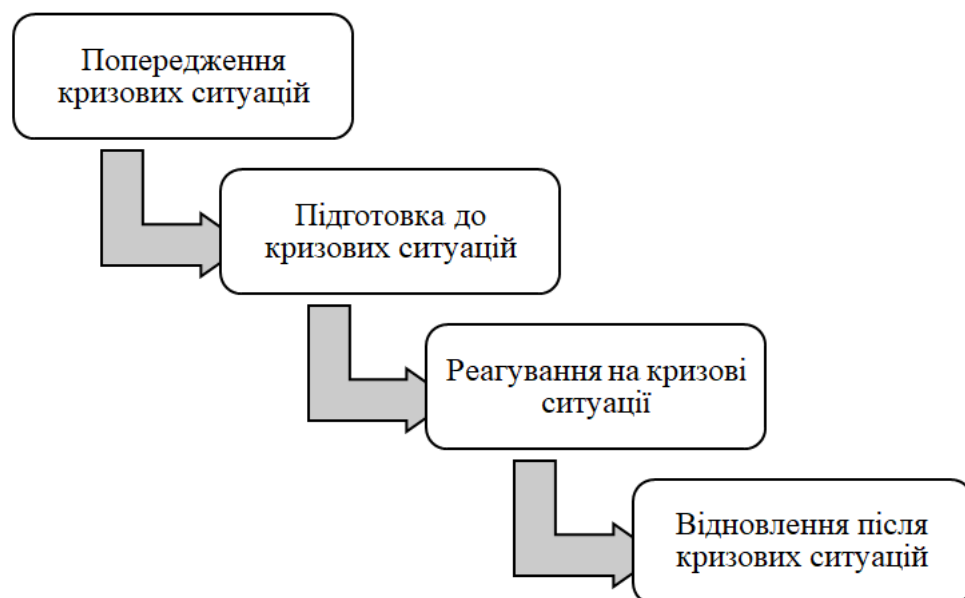 Попередження
кризових ситуацій
Підготовка до
кризових ситуацій
Реагування на кризові
ситуації
Відновлення після
кризових ситуацій